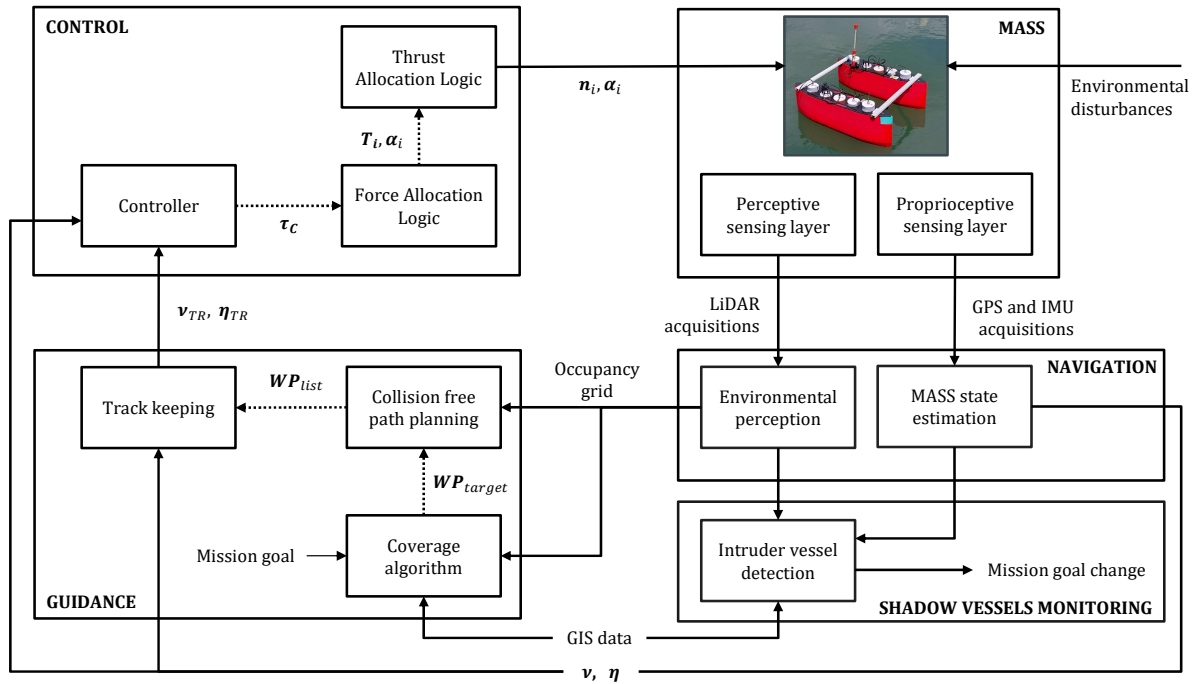 CONTROL
Thrust
Allocation Logic
T_i, α_i
Controller
τ_C
Force Allocation
Logic
n_i, α_i
MASS
Environmental
disturbances
Perceptive
sensing layer
Proprioceptive
sensing layer
LiDAR
acquisitions
GPS and IMU
acquisitions
ν_TR, η_TR
Track keeping
WP_list
Collision free
path planning
WP_target
Mission goal
Coverage
algorithm
GUIDANCE
Occupancy
grid
NAVIGATION
Environmental
perception
MASS state
estimation
Intruder vessel
detection
Mission goal change
SHADOW VESSELS MONITORING
GIS data
ν, η